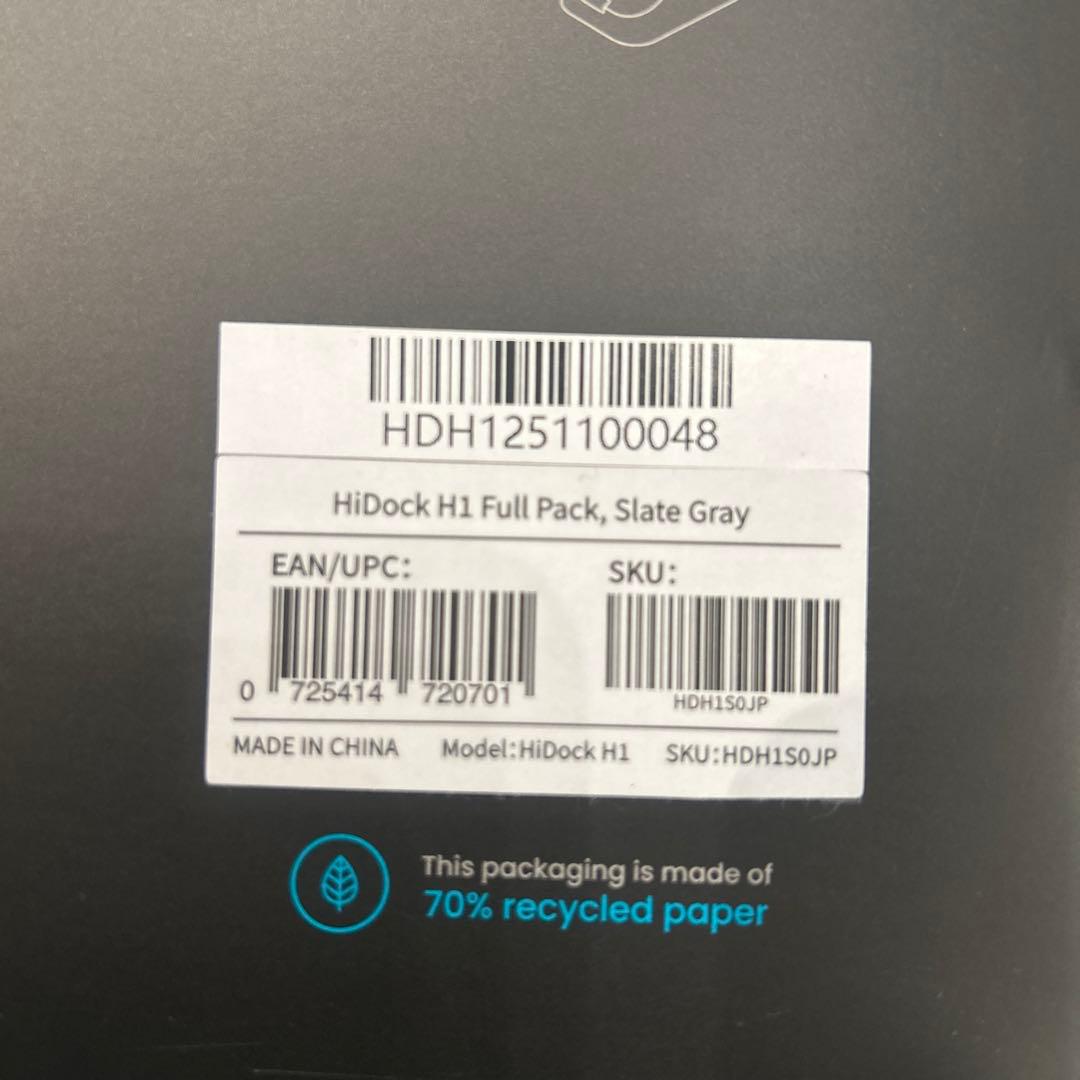 HDH1251100048
HiDock H1 Full Pack, Slate Gray
EAN/UPC: SKU:
0 725414 720701 HDH1S0JP
MADE IN CHINA Model:HiDock H1 SKU:HDH1S0JP
This packaging is made of
70% recycled paper